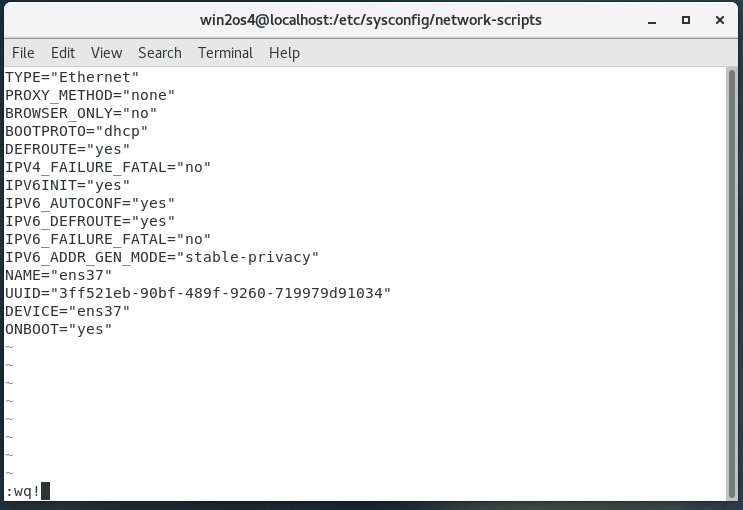 win2os4@localhost:/etc/sysconfig/network-scripts
File Edit View Search Terminal Help
TYPE="Ethernet"
PROXY_METHOD="none"
BROWSER_ONLY="no"
BOOTPROTO="dhcp"
DEFROUTE="yes"
IPV4_FAILURE_FATAL="no"
IPV6INIT="yes"
IPV6_AUTOCONF="yes"
IPV6_DEFROUTE="yes"
IPV6_FAILURE_FATAL="no"
IPV6_ADDR_GEN_MODE="stable-privacy"
NAME="ens37"
UUID="3ff521eb-90bf-489f-9260-719979d91034"
DEVICE="ens37"
ONBOOT="yes"
~
~
~
~
~
~
~
~
:wq!